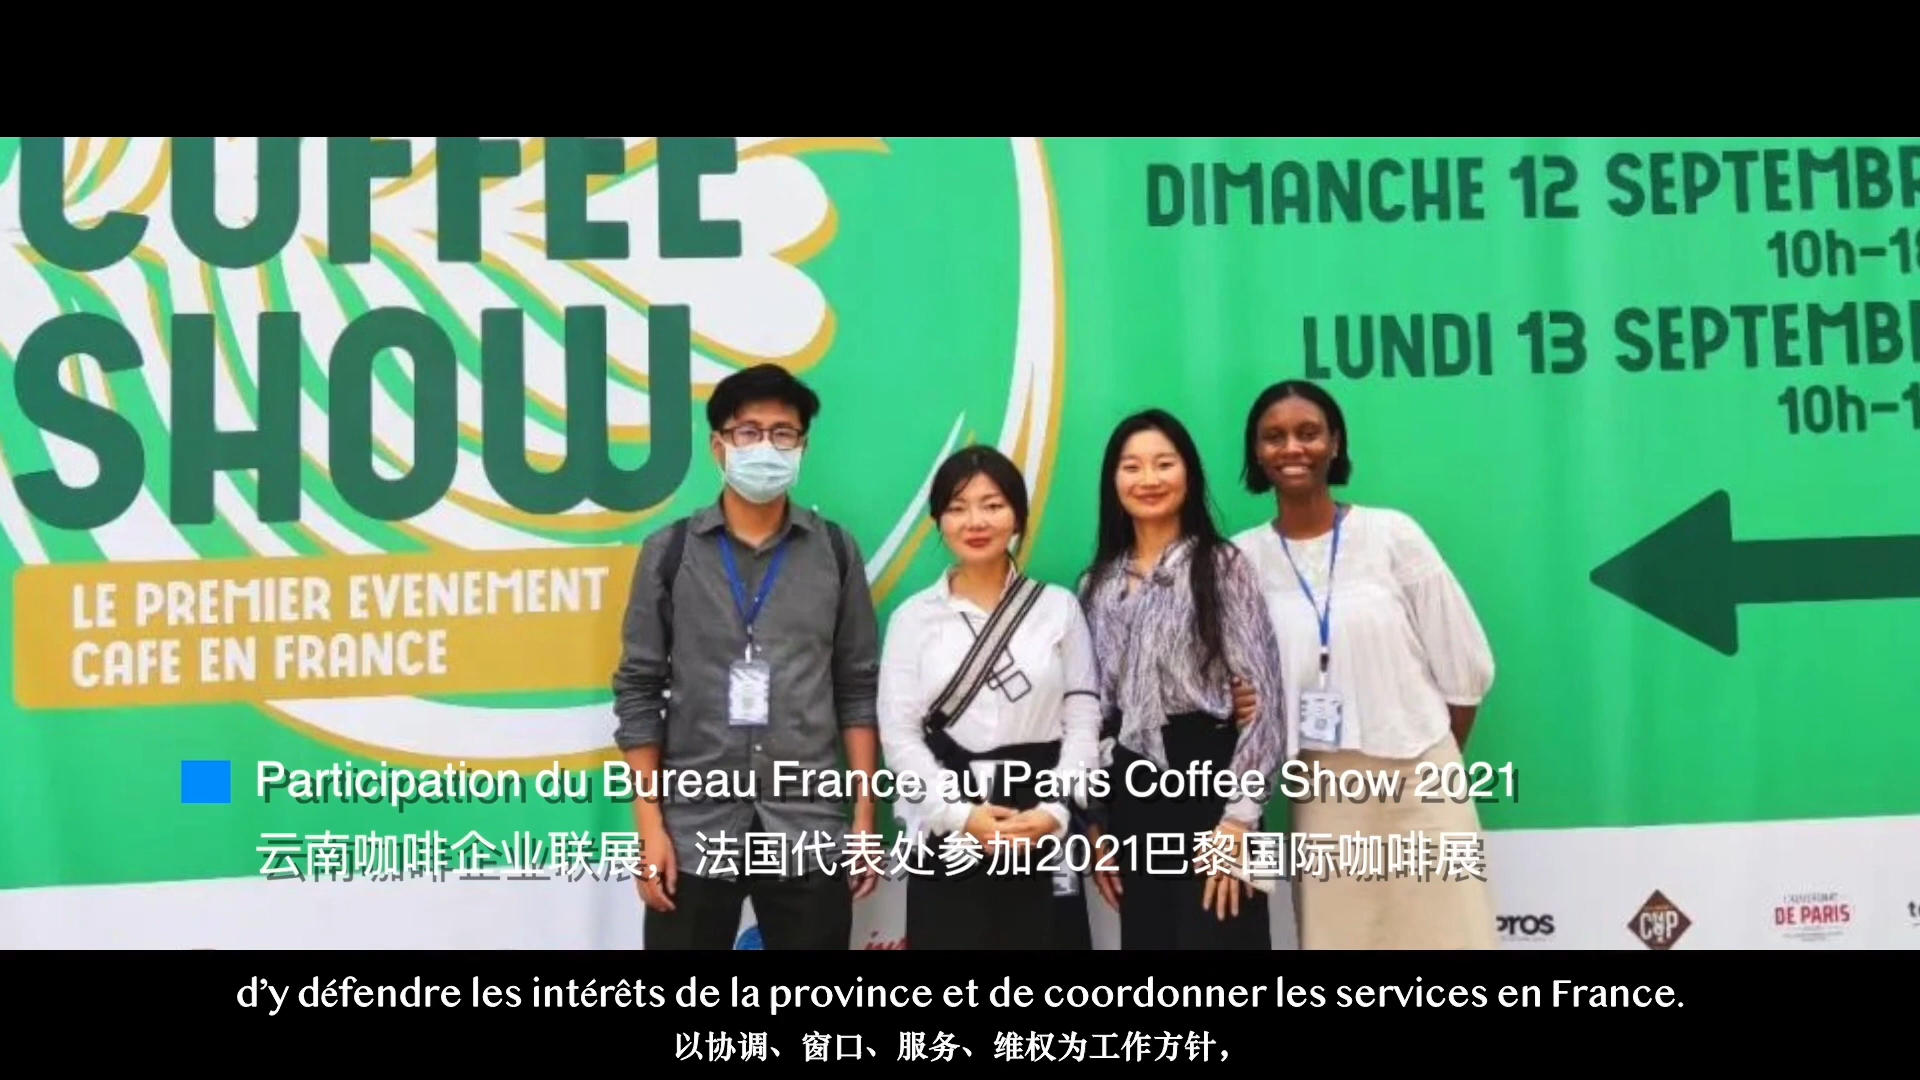 COFFEE
SHOW
LE PREMIER EVENEMENT
CAFE EN FRANCE
DIMANCHE 12 SEPTEMBR
10h-18
LUNDI 13 SEPTEMBR
10h-1
Participation du Bureau France au Paris Coffee Show 2021
云南咖啡企业联展，法国代表处参加2021巴黎国际咖啡展
pros
DE PARIS
d'y défendre les intérêts de la province et de coordonner les services en France.
以协调、窗口、服务、维权为工作方针，